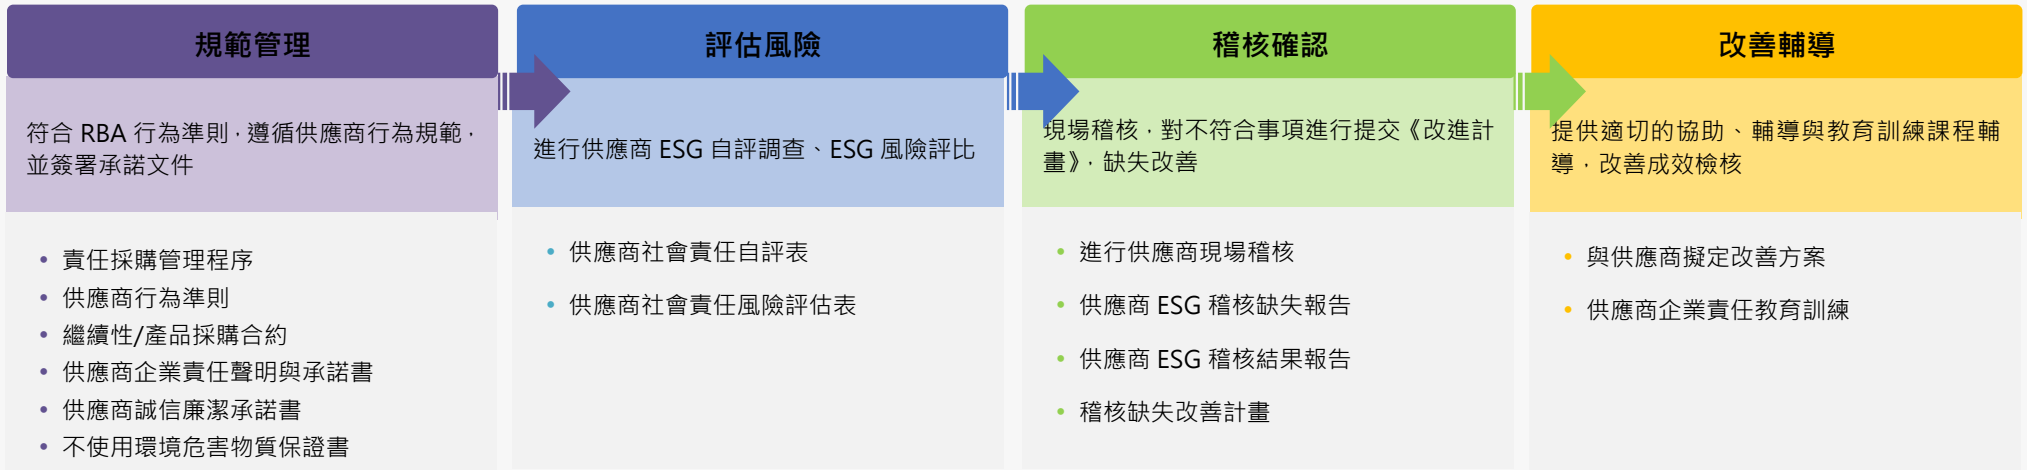 規範管理
符合 RBA 行為準則，遵循供應商行為規範，
並簽署承諾文件
• 責任採購管理程序
• 供應商行為準則
• 繼續性/產品採購合約
• 供應商企業責任聲明與承諾書
• 供應商誠信廉潔承諾書
• 不使用環境危害物質保證書
評估風險
進行供應商 ESG 自評調查、ESG 風險評比
• 供應商社會責任自評表
• 供應商社會責任風險評估表
稽核確認
現場稽核，對不符合事項進行提交《改進計
畫》，缺失改善
• 進行供應商現場稽核
• 供應商 ESG 稽核缺失報告
• 供應商 ESG 稽核結果報告
• 稽核缺失改善計畫
改善輔導
提供適切的協助、輔導與教育訓練課程輔
導，改善成效檢核
• 與供應商擬定改善方案
• 供應商企業責任教育訓練